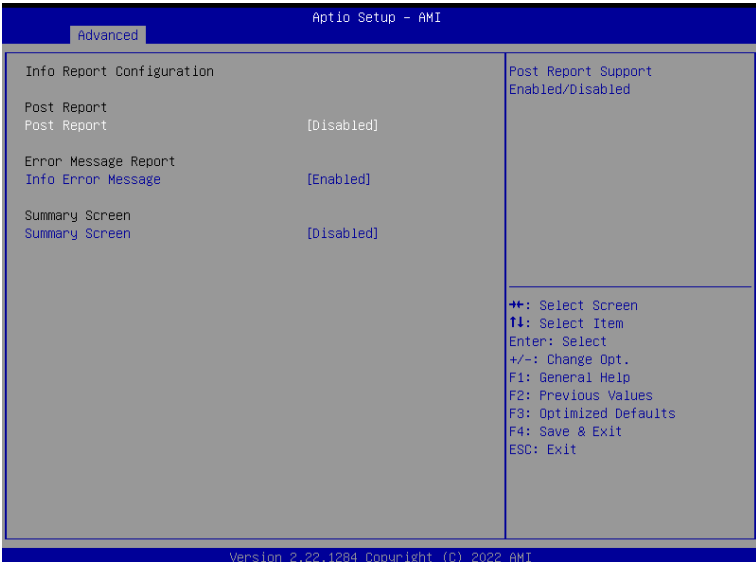 Aptio Setup – AMI
Advanced
Info Report Configuration
Post Report
Post Report [Disabled]
Error Message Report
Info Error Message [Enabled]
Summary Screen
Summary Screen [Disabled]
Post Report Support
Enabled/Disabled
→←: Select Screen
↑↓: Select Item
Enter: Select
+/-: Change Opt.
F1: General Help
F2: Previous Values
F3: Optimized Defaults
F4: Save & Exit
ESC: Exit
Version 2.22.1284 Copyright (C) 2022 AMI